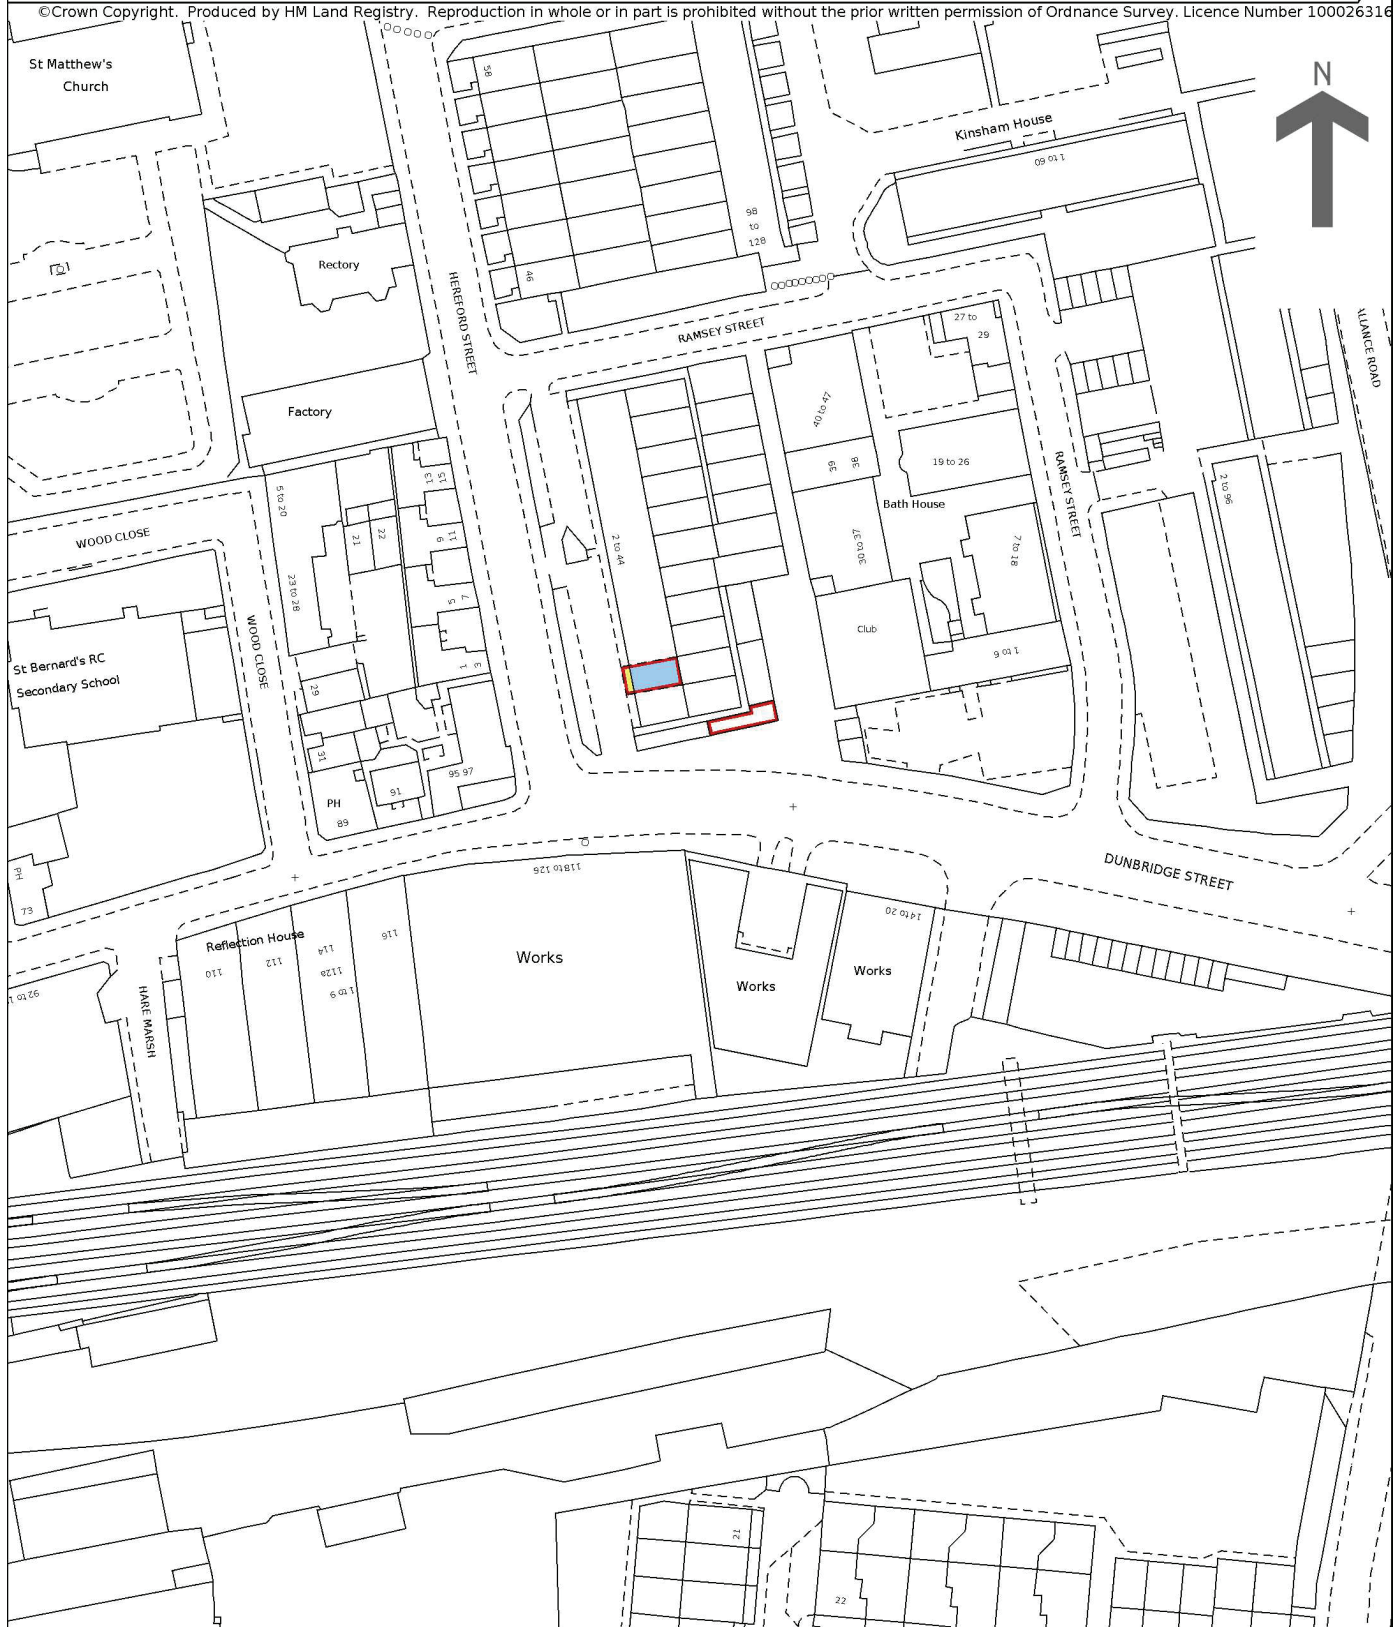 ©Crown Copyright. Produced by HM Land Registry. Reproduction in whole or in part is prohibited without the prior written permission of Ordnance Survey. Licence Number 100026316
St Matthew's
Church
58
N
Kinsham House
1 to 60
98
to
128
Rectory
46
HEREFORD STREET
RAMSEY STREET
27 to
29
ALLIANCE ROAD
Factory
40 to 47
38
39
19 to 26
RAMSEY STREET
Bath House
2 to 96
5 to 20
15
13
22
21
11
9
WOOD CLOSE
2 to 44
30 to 37
7 to 18
23 to 28
7
5
WOOD CLOSE
Club
St Bernard's RC
Secondary School
3
1
1 to 6
29
31
95 97
91
PH
89
118 to 126
DUNBRIDGE STREET
PH
73
14 to 20
Reflection House
116
114
112
110
112a
1 to 9
Works
Works
Works
HARE MARSH
21
22